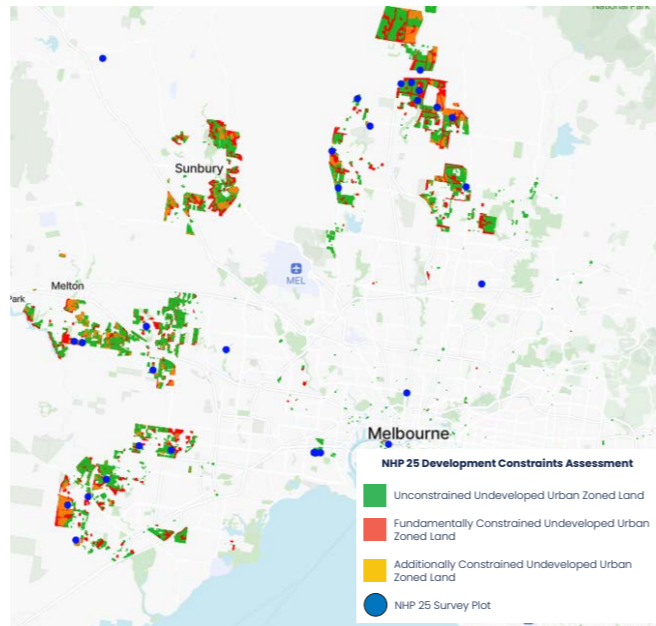 National Park
Sunbury
MEL
Melton
Park
Melbourne
NHP 25 Development Constraints Assessment
Unconstrained Undeveloped Urban Zoned Land
Fundamentally Constrained Undeveloped Urban
Zoned Land
Additionally Constrained Undeveloped Urban
Zoned Land
NHP 25 Survey Plot